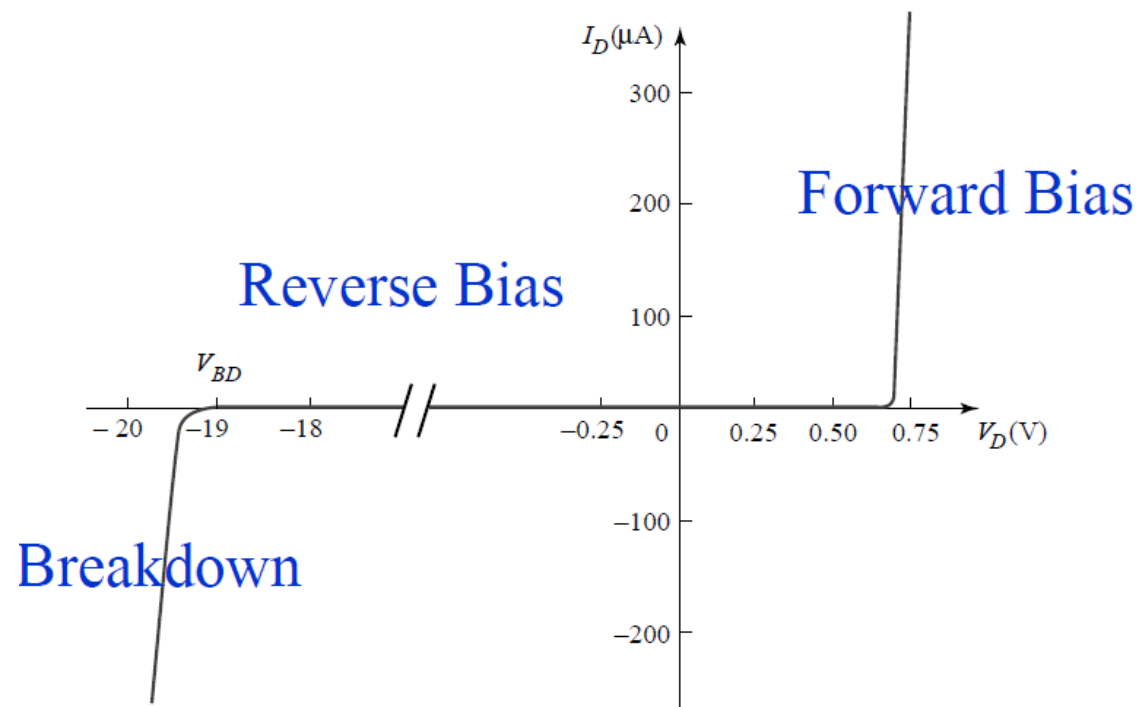 I_D(µA)
300
Forward Bias
200
Reverse Bias
100
V_BD
– 20
–19
–18
–0.25
0
0.25
0.50
0.75
V_D(V)
–100
Breakdown
–200